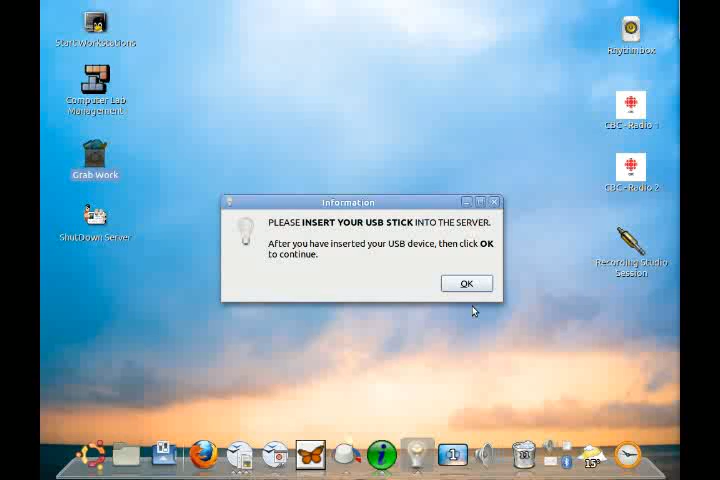 Start Workstations
Computer Lab
Management
Grab Work
ShutDown Server
Rhythmbox
CBC - Radio 1
CBC - Radio 2
Recording Studio
Session
Information
PLEASE INSERT YOUR USB STICK INTO THE SERVER.
After you have inserted your USB device, then click OK
to continue.
OK
1
15°